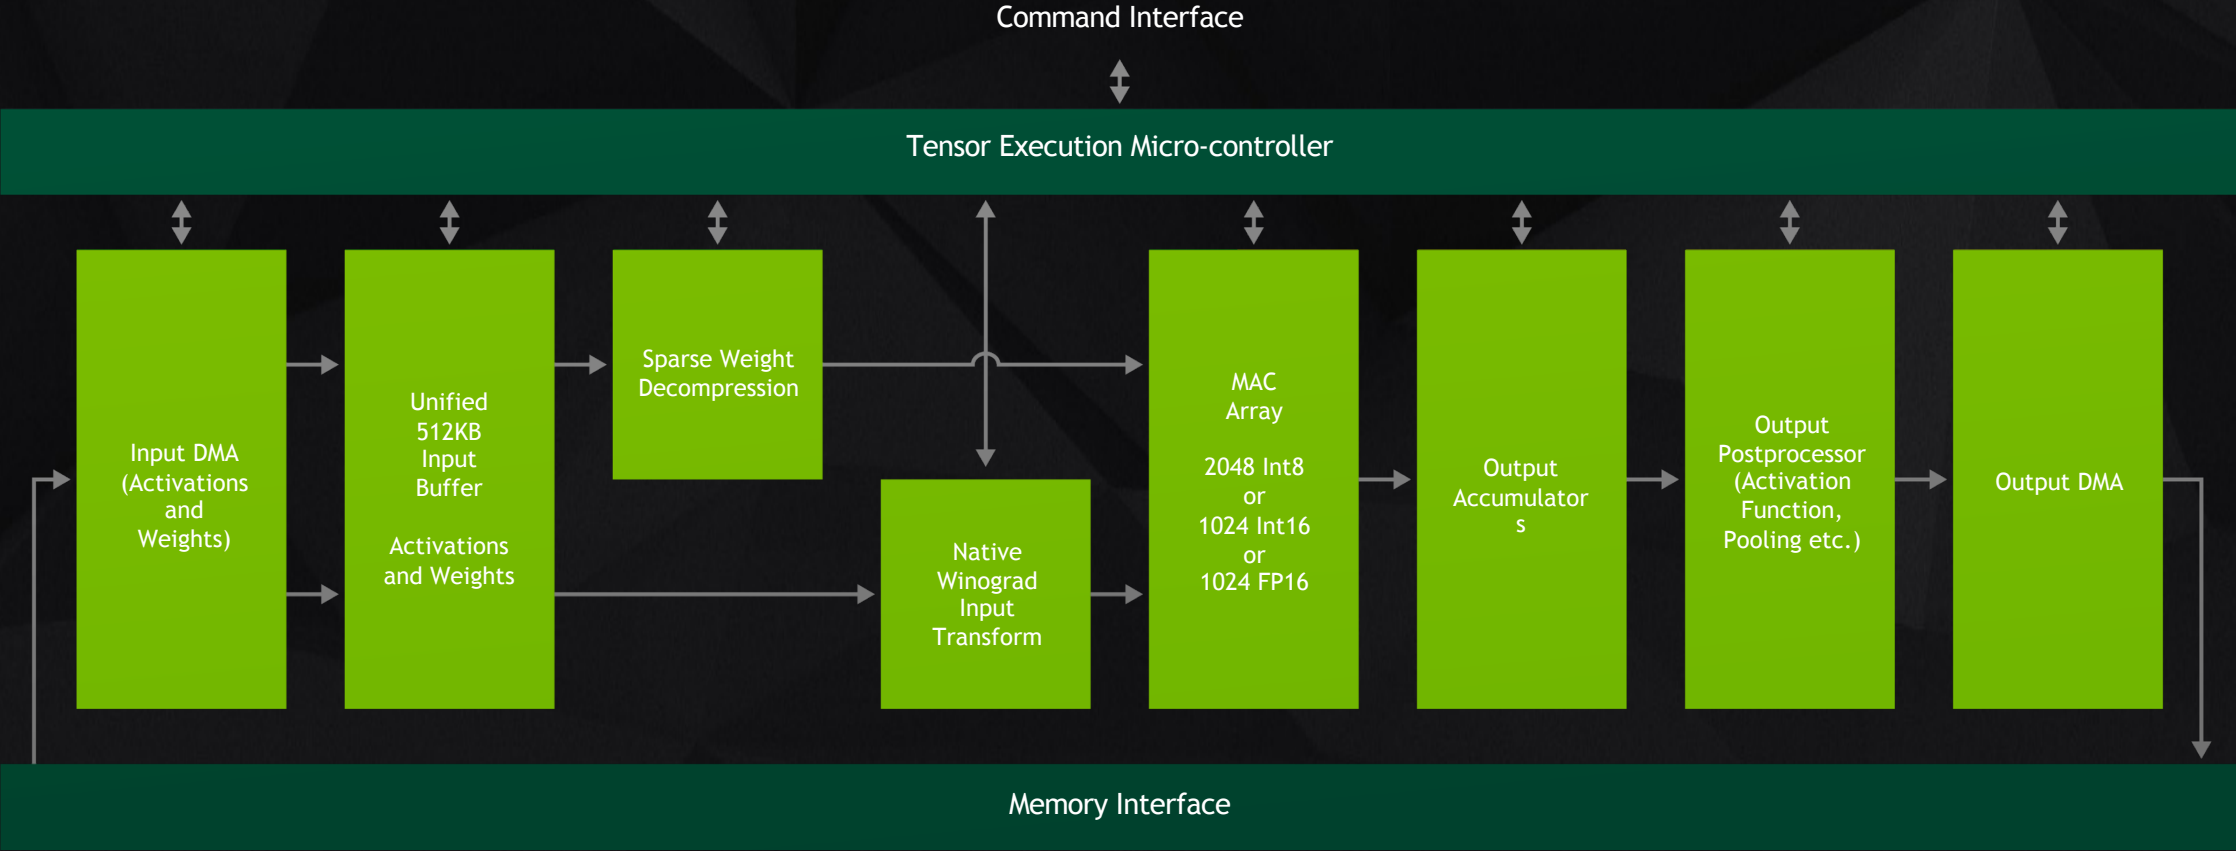 Command Interface
Tensor Execution Micro-controller
Input DMA
(Activations
and
Weights)
Unified
512KB
Input
Buffer
Activations
and Weights
Sparse Weight
Decompression
Native
Winograd
Input
Transform
MAC
Array
2048 Int8
or
1024 Int16
or
1024 FP16
Output
Accumulator
s
Output
Postprocessor
(Activation
Function,
Pooling etc.)
Output DMA
Memory Interface